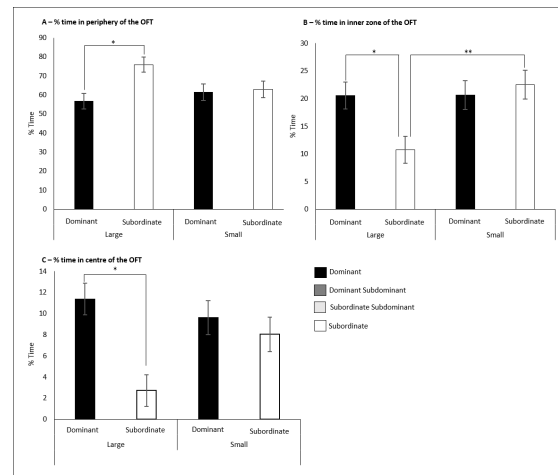 A – % time in periphery of the OFT
% Time
90
80
70
60
50
40
30
20
10
0
*
Dominant
Subordinate
Dominant
Subordinate
Large
Small
B – % time in inner zone of the OFT
% Time
30
25
20
15
10
5
0
*
**
Dominant
Subordinate
Dominant
Subordinate
Large
Small
C – % time in centre of the OFT
% Time
14
12
10
8
6
4
2
0
*
Dominant
Subordinate
Dominant
Subordinate
Large
Small
Dominant
Dominant Subdominant
Subordinate Subdominant
Subordinate